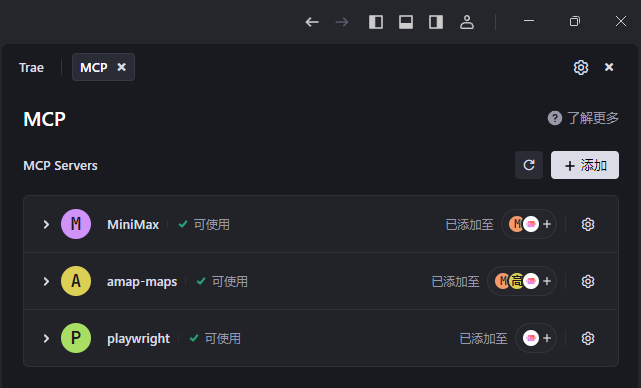 Trae MCP
MCP
了解更多
MCP Servers
添加
M MiniMax 可使用 已添加至 M
A amap-maps 可使用 已添加至 M 高
P playwright 可使用 已添加至